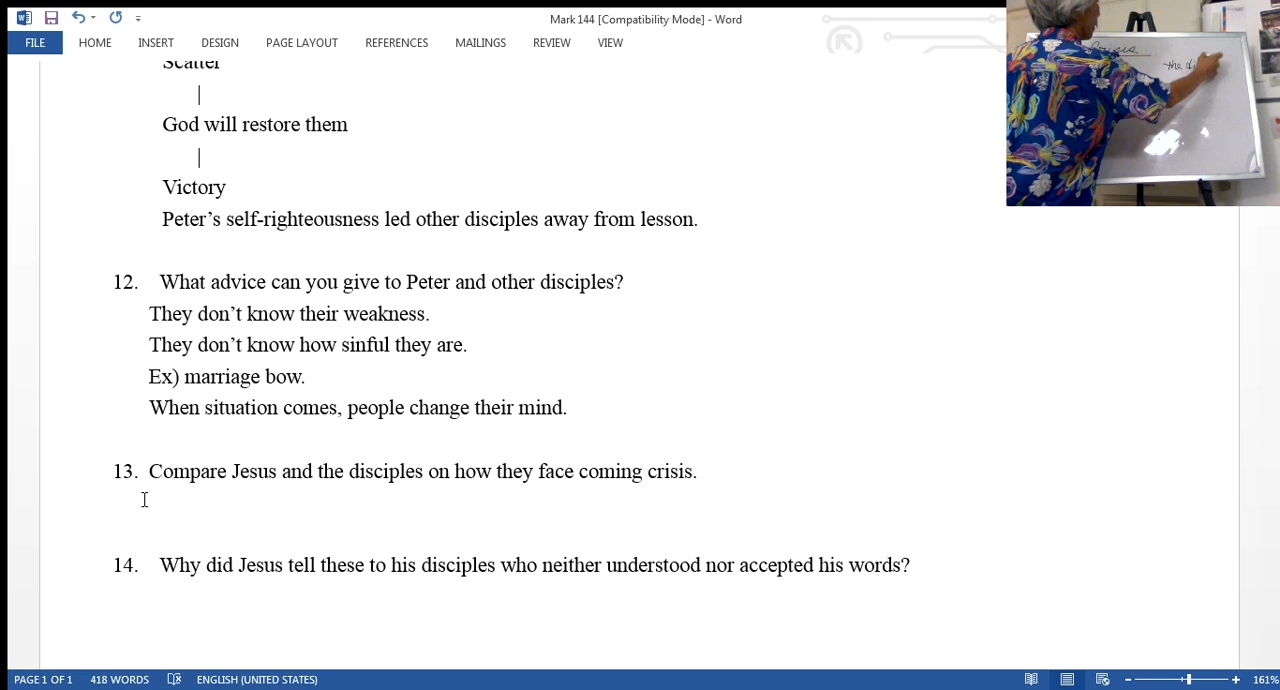 Mark 144 [Compatibility Mode] - Word
FILE HOME INSERT DESIGN PAGE LAYOUT REFERENCES MAILINGS REVIEW VIEW
Scatter
|
God will restore them
|
Victory
Peter’s self-righteousness led other disciples away from lesson.
12. What advice can you give to Peter and other disciples?
They don’t know their weakness.
They don’t know how sinful they are.
Ex) marriage bow.
When situation comes, people change their mind.
13. Compare Jesus and the disciples on how they face coming crisis.
14. Why did Jesus tell these to his disciples who neither understood nor accepted his words?
PAGE 1 OF 1 418 WORDS ENGLISH (UNITED STATES) 161%
Crisis
the di